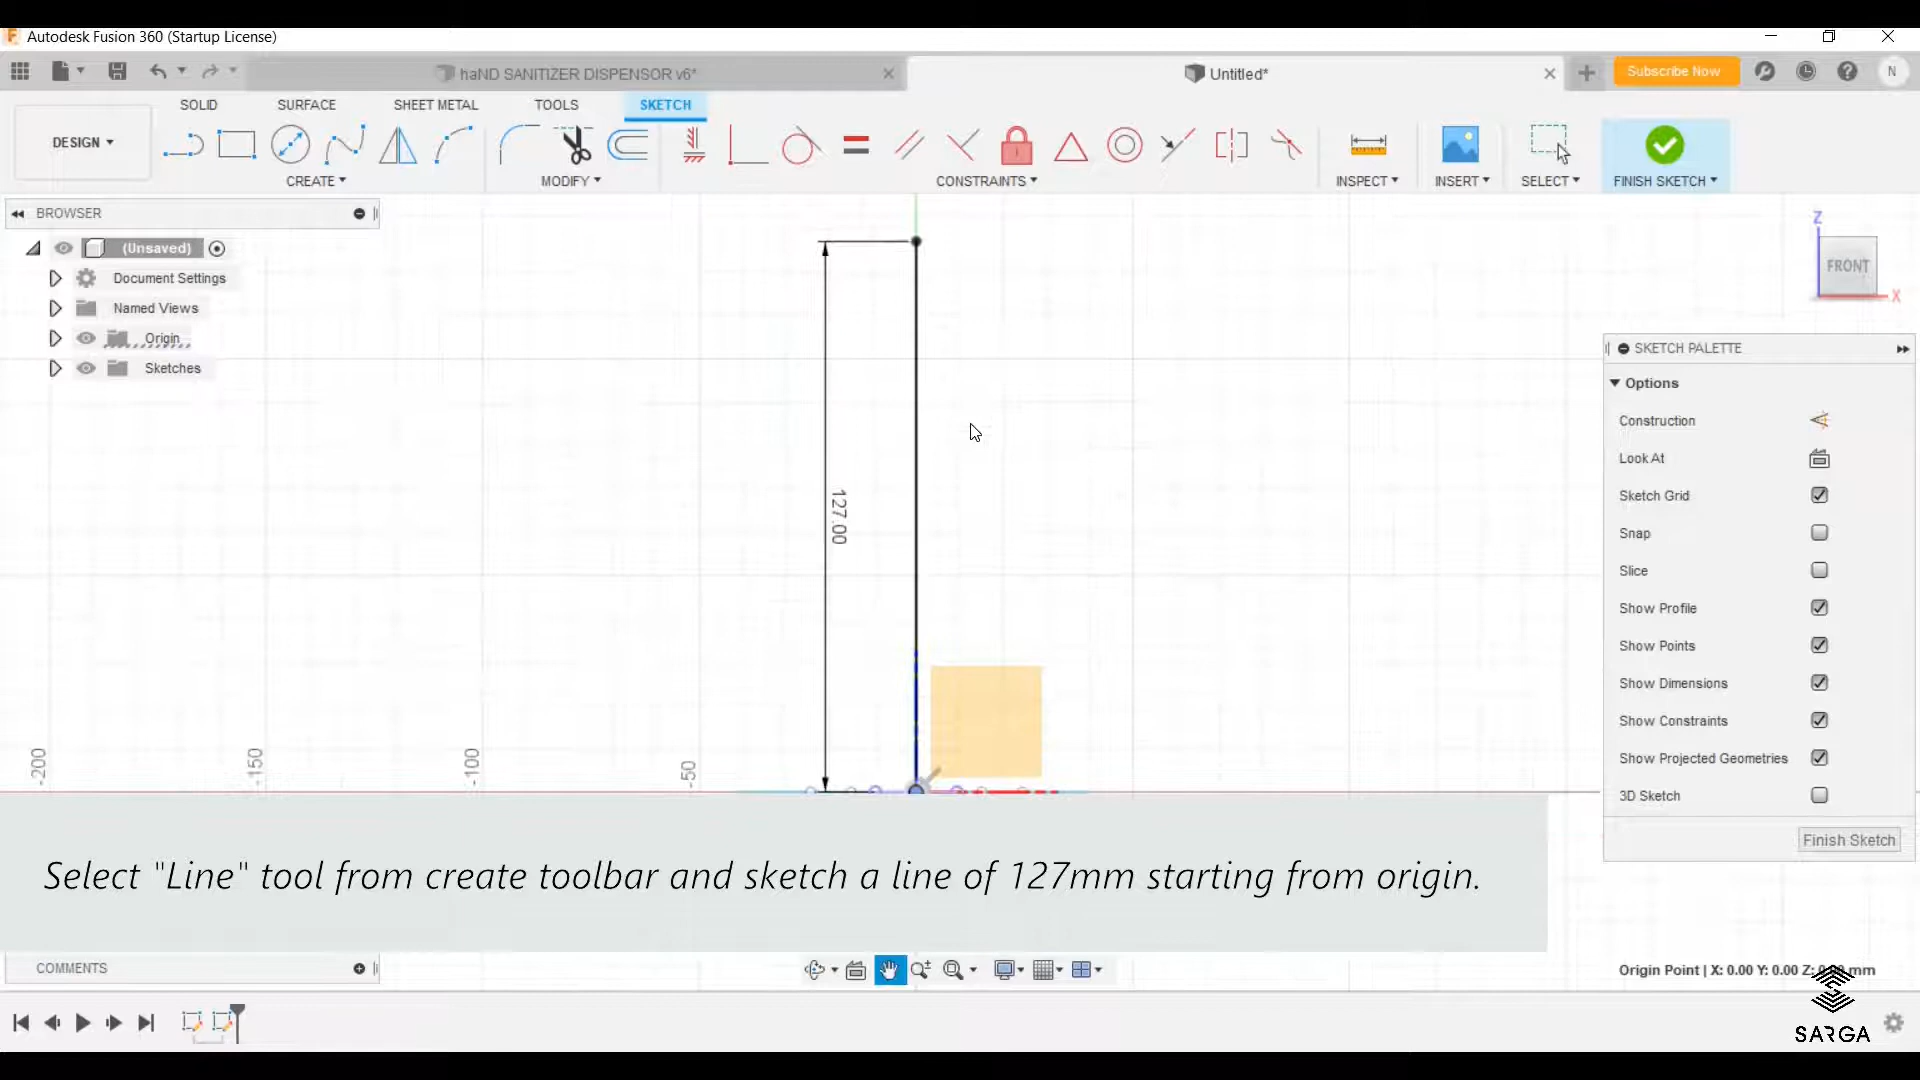 Autodesk Fusion 360 (Startup License)
haND SANITIZER DISPENSOR v6*
Untitled*
Subscribe Now
N
SOLID
SURFACE
SHEET METAL
TOOLS
SKETCH
DESIGN
CREATE
MODIFY
CONSTRAINTS
INSPECT
INSERT
SELECT
FINISH SKETCH
BROWSER
(Unsaved)
Document Settings
Named Views
Origin
Sketches
Z
FRONT
X
127.00
-200
-150
-100
-50
SKETCH PALETTE
Options
Construction
Look At
Sketch Grid
Snap
Slice
Show Profile
Show Points
Show Dimensions
Show Constraints
Show Projected Geometries
3D Sketch
Finish Sketch
Select "Line" tool from create toolbar and sketch a line of 127mm starting from origin.
COMMENTS
Origin Point | X: 0.00 Y: 0.00 Z: mm
SARGA